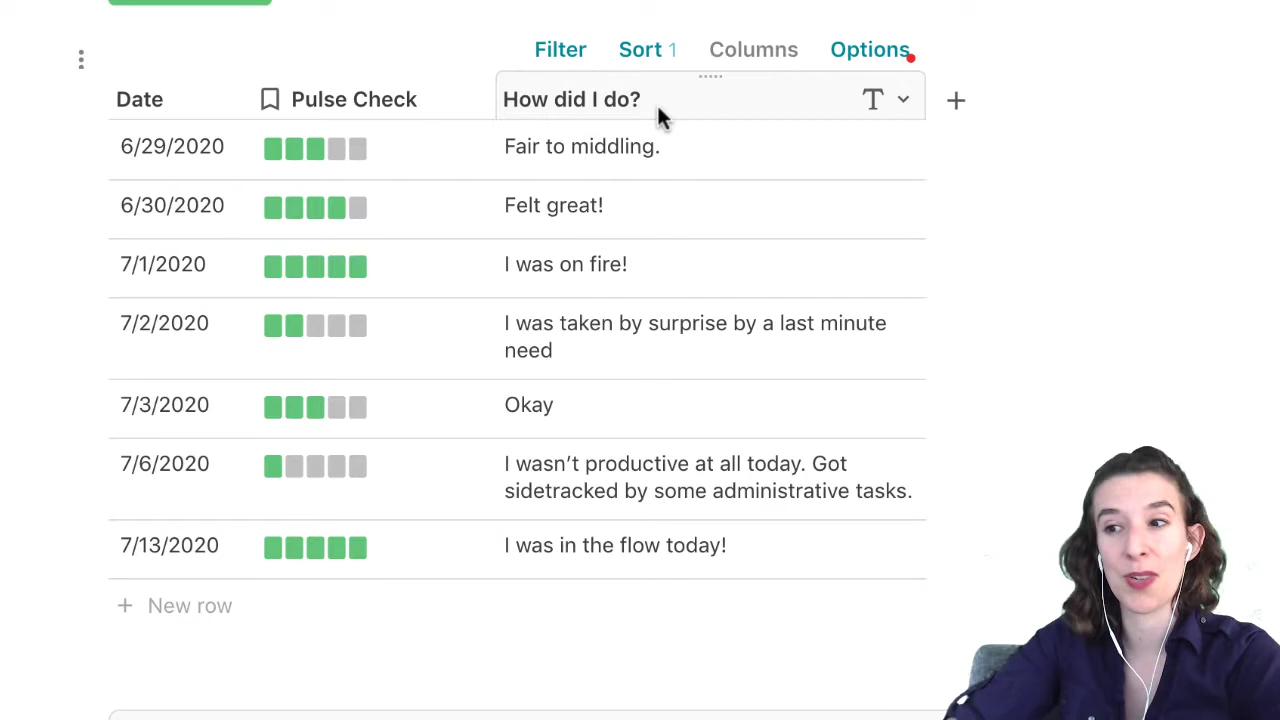 Filter Sort 1 Columns Options
Date Pulse Check How did I do? T
6/29/2020 Fair to middling.
6/30/2020 Felt great!
7/1/2020 I was on fire!
7/2/2020 I was taken by surprise by a last minute
need
7/3/2020 Okay
7/6/2020 I wasn't productive at all today. Got
sidetracked by some administrative tasks.
7/13/2020 I was in the flow today!
+ New row